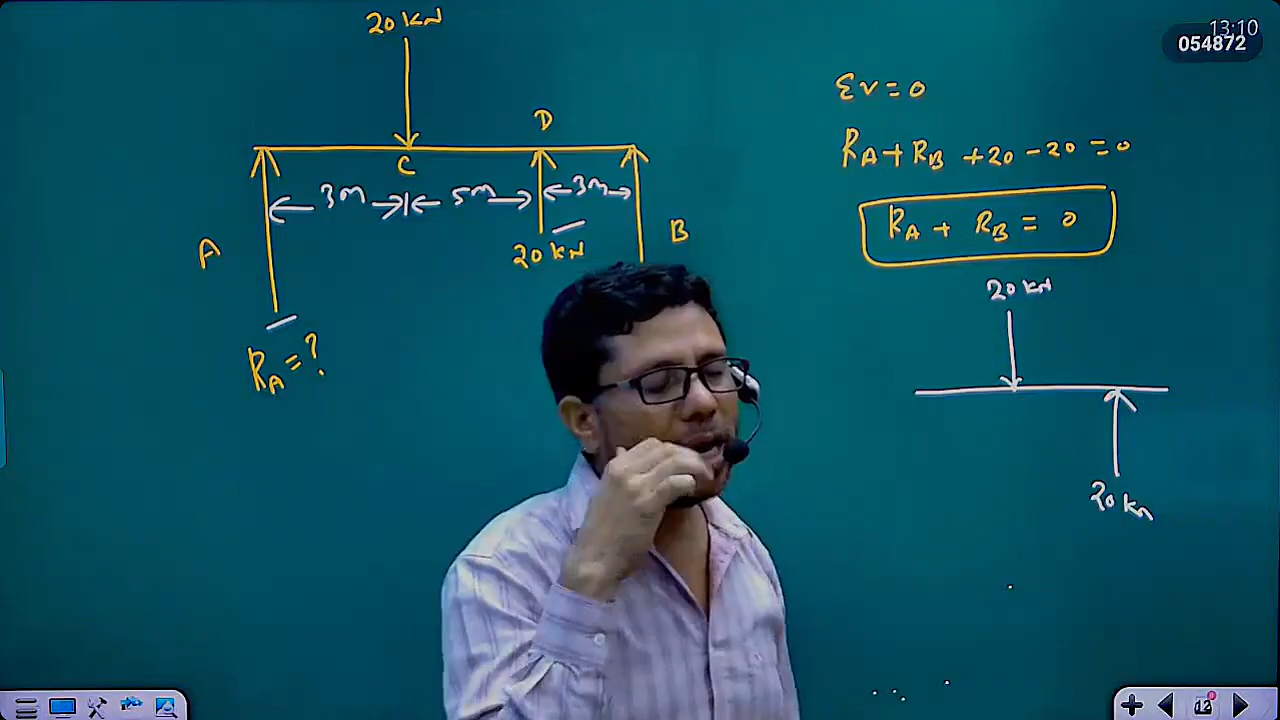 13:10
054872
20 KN
D
C
3m
5m
3m
A
20 KN
B
RA = ?
Σv = 0
RA + RB + 20 - 20 = 0
RA + RB = 0
20 KN
20 kn
12